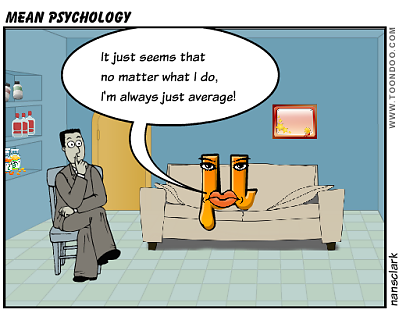 MEAN PSYCHOLOGY
It just seems that
no matter what I do,
I'm always just average!
WWW.TOONDOO.COM
nansclark